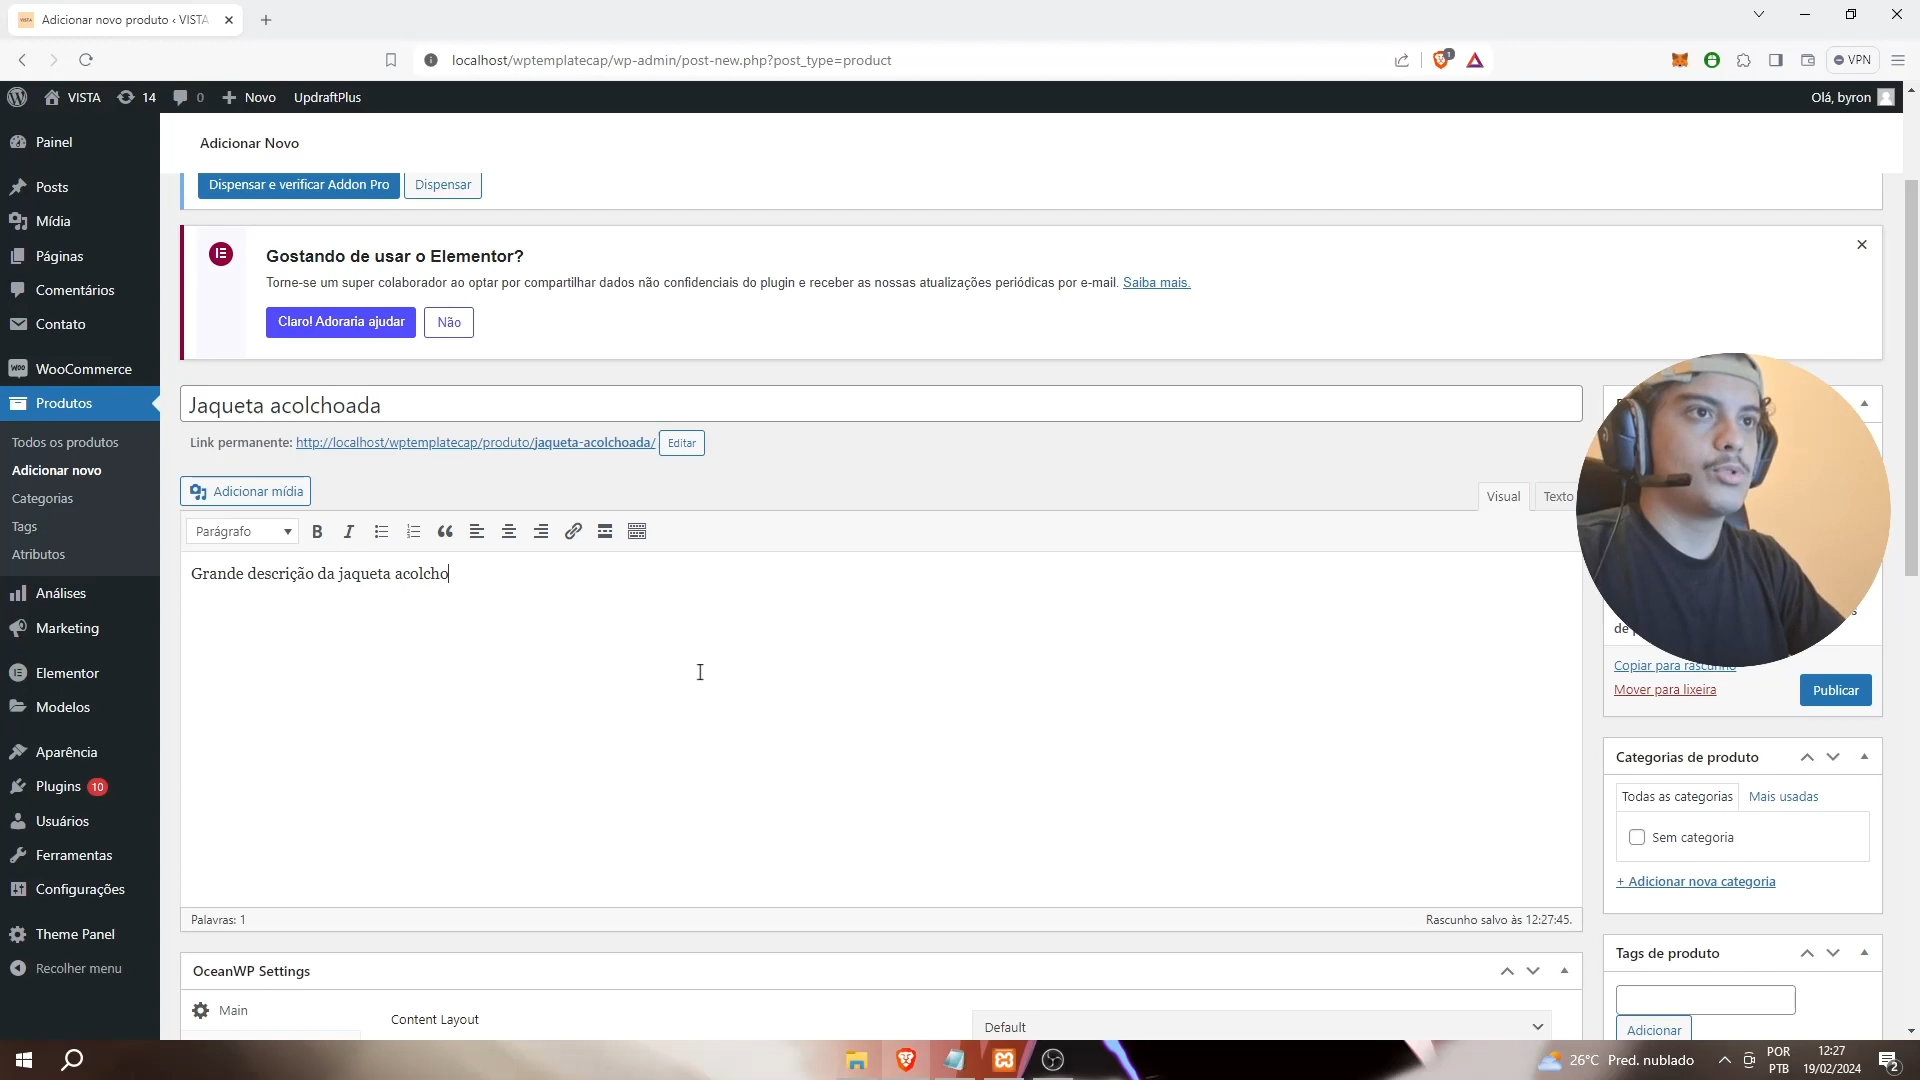 Adicionar novo produto ‹ VISTA
localhost/wptemplatecap/wp-admin/post-new.php?post_type=product
1
VPN
VISTA
14
0
Novo
UpdraftPlus
Olá, byron
Painel
Posts
Mídia
Páginas
Comentários
Contato
WooCommerce
Produtos
Todos os produtos
Adicionar novo
Categorias
Tags
Atributos
Análises
Marketing
Elementor
Modelos
Aparência
Plugins 10
Usuários
Ferramentas
Configurações
Theme Panel
Recolher menu
Adicionar Novo
Dispensar e verificar Addon Pro
Dispensar
Gostando de usar o Elementor?
Torne-se um super colaborador ao optar por compartilhar dados não confidenciais do plugin e receber as nossas atualizações periódicas por e-mail. Saiba mais.
Claro! Adoraria ajudar
Não
Jaqueta acolchoada
Link permanente: http://localhost/wptemplatecap/produto/jaqueta-acolchoada/ Editar
Adicionar mídia
Visual
Texto
Parágrafo
Grande descrição da jaqueta acolcho
Palavras: 1
Rascunho salvo às 12:27:45.
OceanWP Settings
Main
Content Layout
Default
Copiar para rascunho
Mover para lixeira
Publicar
Categorias de produto
Todas as categorias
Mais usadas
Sem categoria
+ Adicionar nova categoria
Tags de produto
Adicionar
26°C Pred. nublado
POR
PTB
12:27
19/02/2024
2